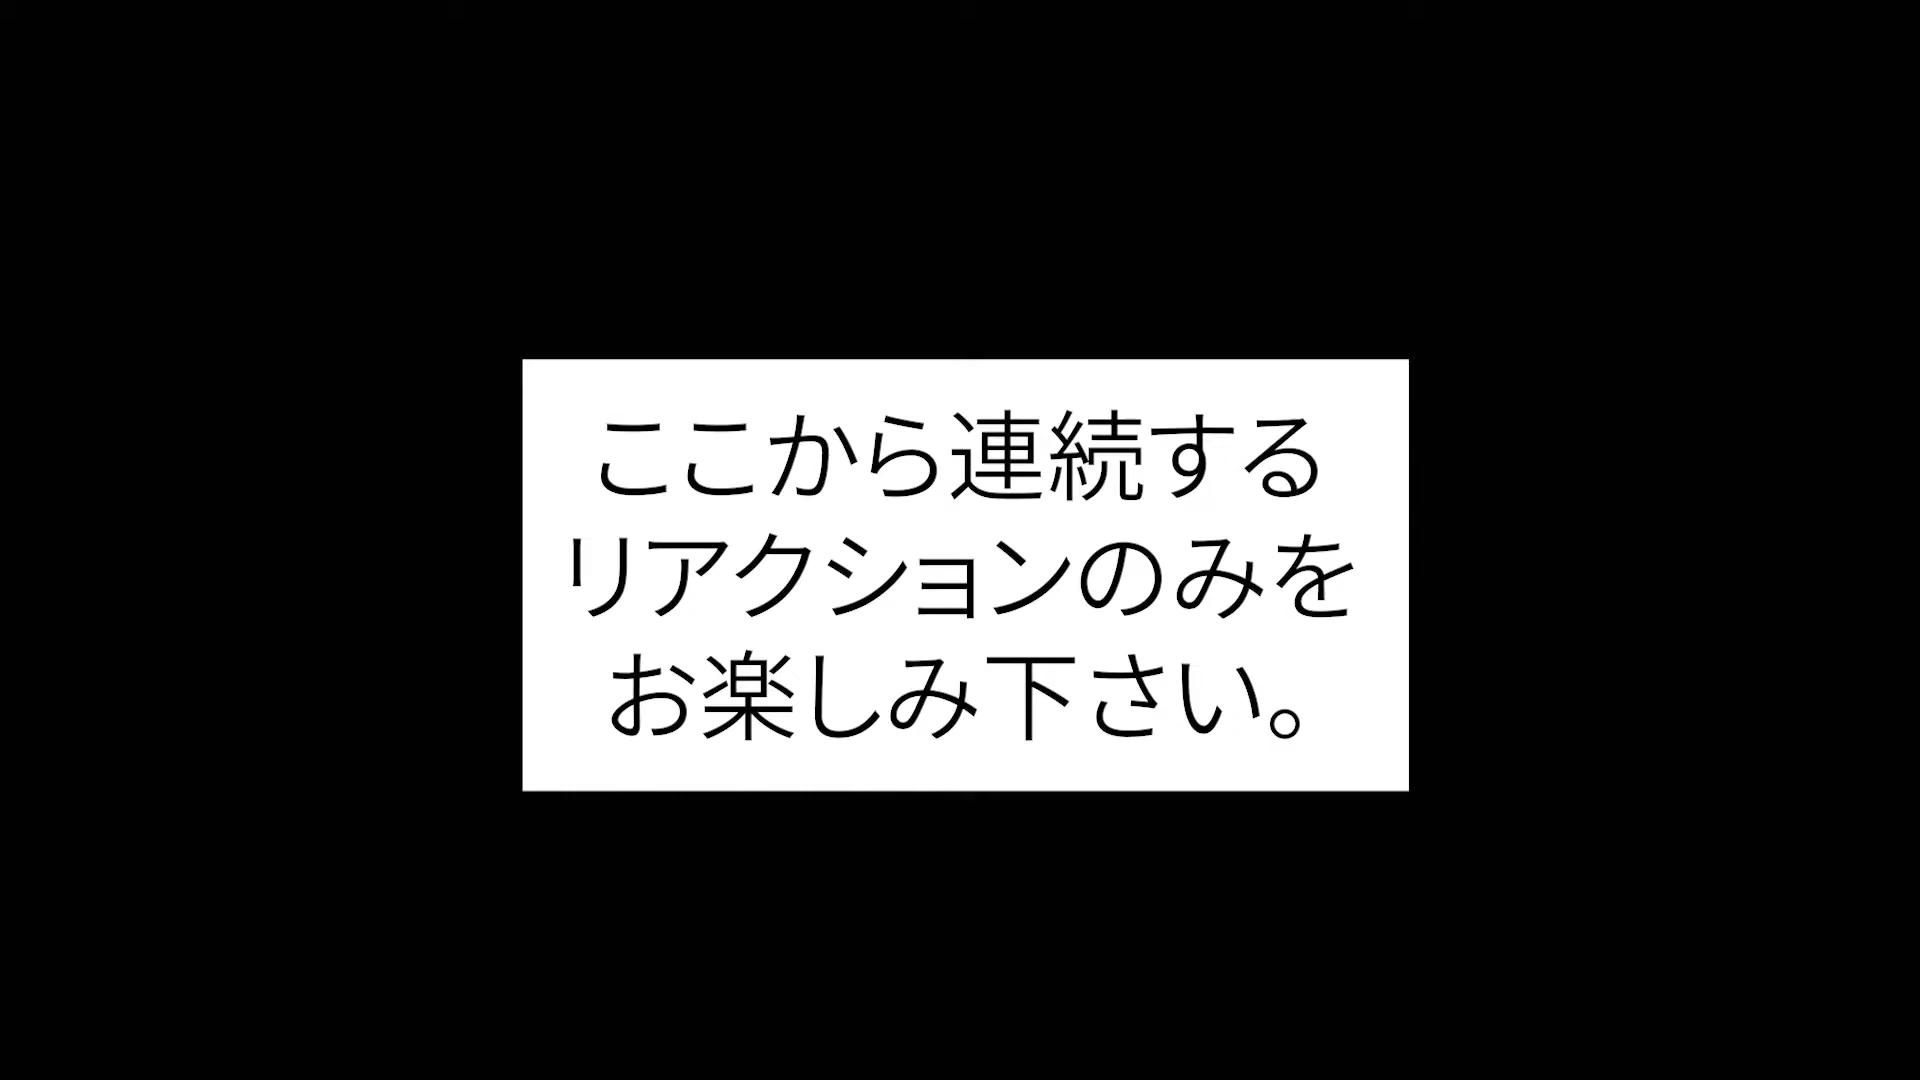 ここから連続する
リアクションのみを
お楽しみ下さい。